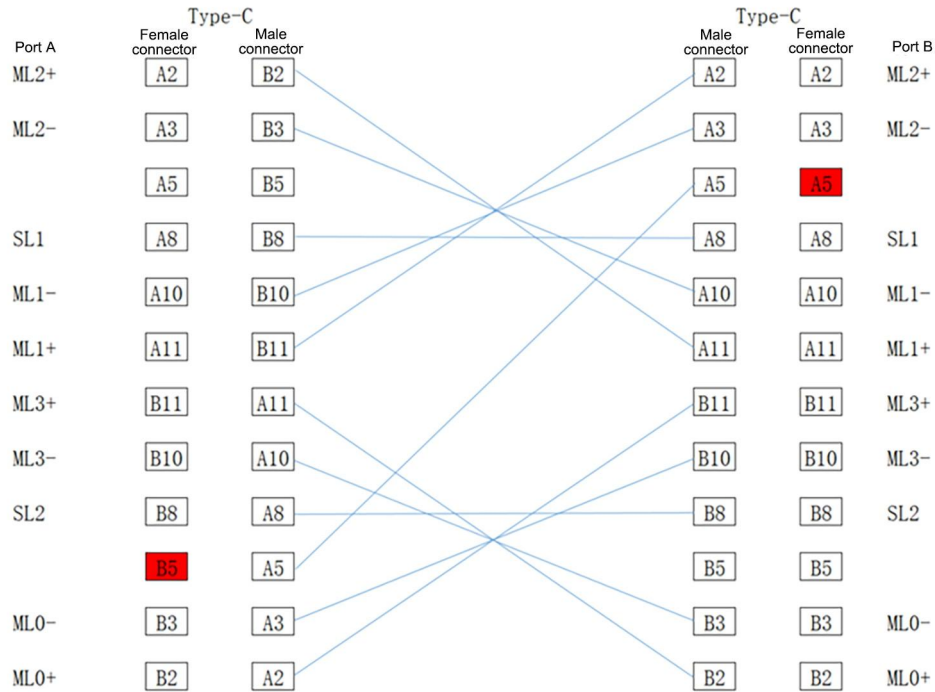 Type-C Type-C
Port A Female connector Male connector Male connector Female connector Port B
ML2+ A2 B2 A2 A2 ML2+
ML2- A3 B3 A3 A3 ML2-
A5 B5 A5 A5
SL1 A8 B8 A8 A8 SL1
ML1- A10 B10 A10 A10 ML1-
ML1+ A11 B11 A11 A11 ML1+
ML3+ B11 A11 B11 B11 ML3+
ML3- B10 A10 B10 B10 ML3-
SL2 B8 A8 B8 B8 SL2
B5 A5 B5 B5
ML0- B3 A3 B3 B3 ML0-
ML0+ B2 A2 B2 B2 ML0+